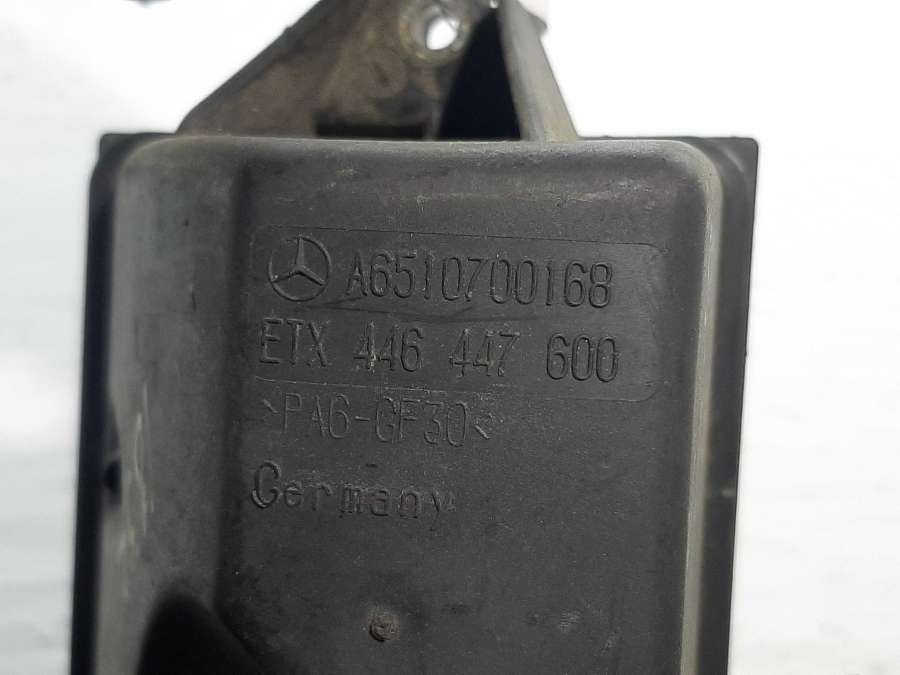 A6510700168
ETX 446 447 600
>PA6-GF30<
Germany